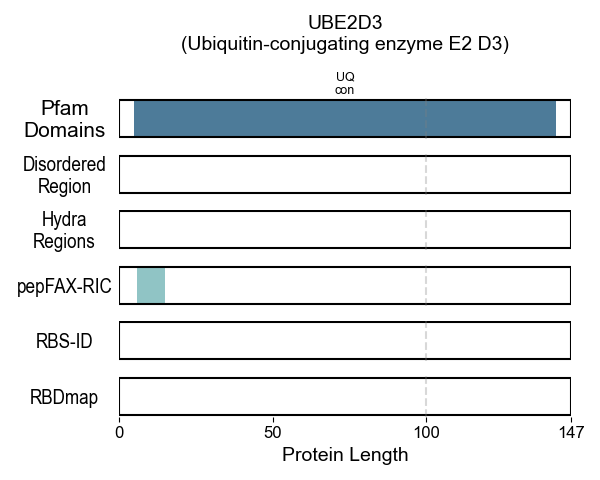 UBE2D3
(Ubiquitin-conjugating enzyme E2 D3)
UQ
con
Pfam
Domains
Disordered
Region
Hydra
Regions
pepFAX-RIC
RBS-ID
RBDmap
0 50 100 147
Protein Length